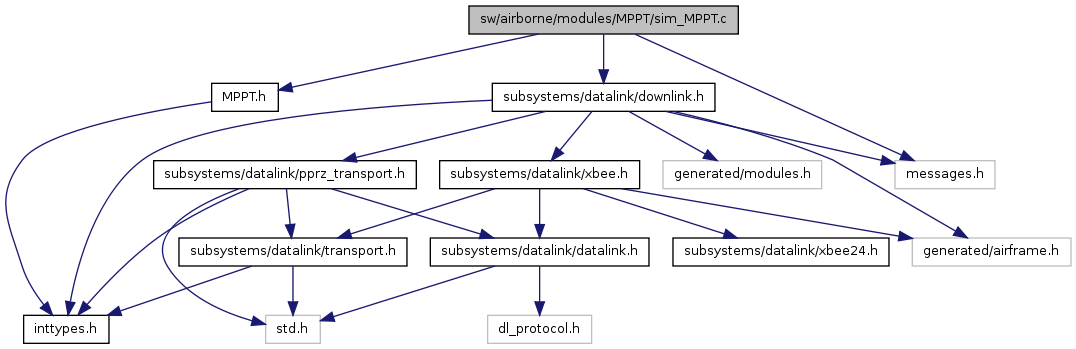 sw/airborne/modules/MPPT/sim_MPPT.c
MPPT.h
subsystems/datalink/downlink.h
subsystems/datalink/pprz_transport.h
subsystems/datalink/xbee.h
generated/modules.h
messages.h
subsystems/datalink/transport.h
subsystems/datalink/datalink.h
subsystems/datalink/xbee24.h
generated/airframe.h
inttypes.h
std.h
dl_protocol.h